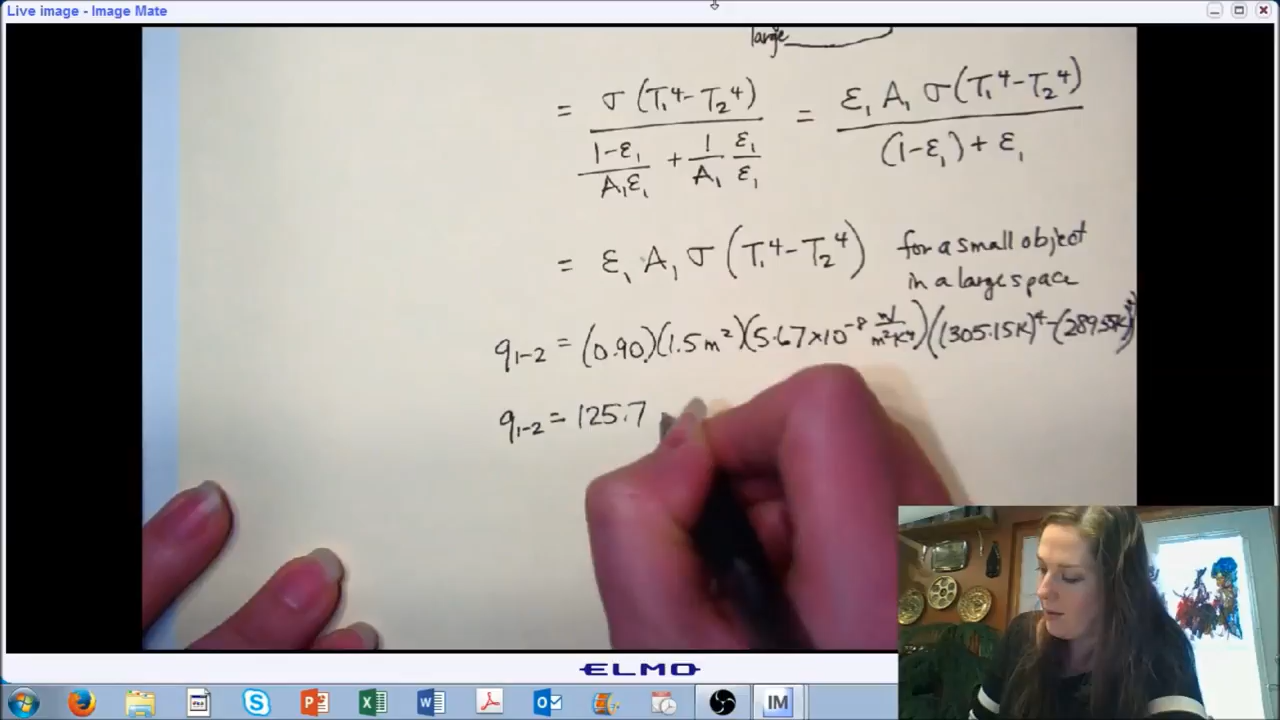 Live image - Image Mate
large
= σ(T₁⁴-T₂⁴) / ((1-ε₁)/(A₁ε₁) + (1/A₁)(ε₁/ε₁)) = ε₁ A₁ σ(T₁⁴-T₂⁴) / ((1-ε₁)+ ε₁)
= ε₁ A₁ σ (T₁⁴-T₂⁴) for a small object
in a large space
q₁₋₂ = (0.90)(1.5m²)(5.67×10⁻⁸ W/m²K⁴)((305.15K)⁴-(289.55K)⁴)
q₁₋₂ = 125.7
ELMO
IM